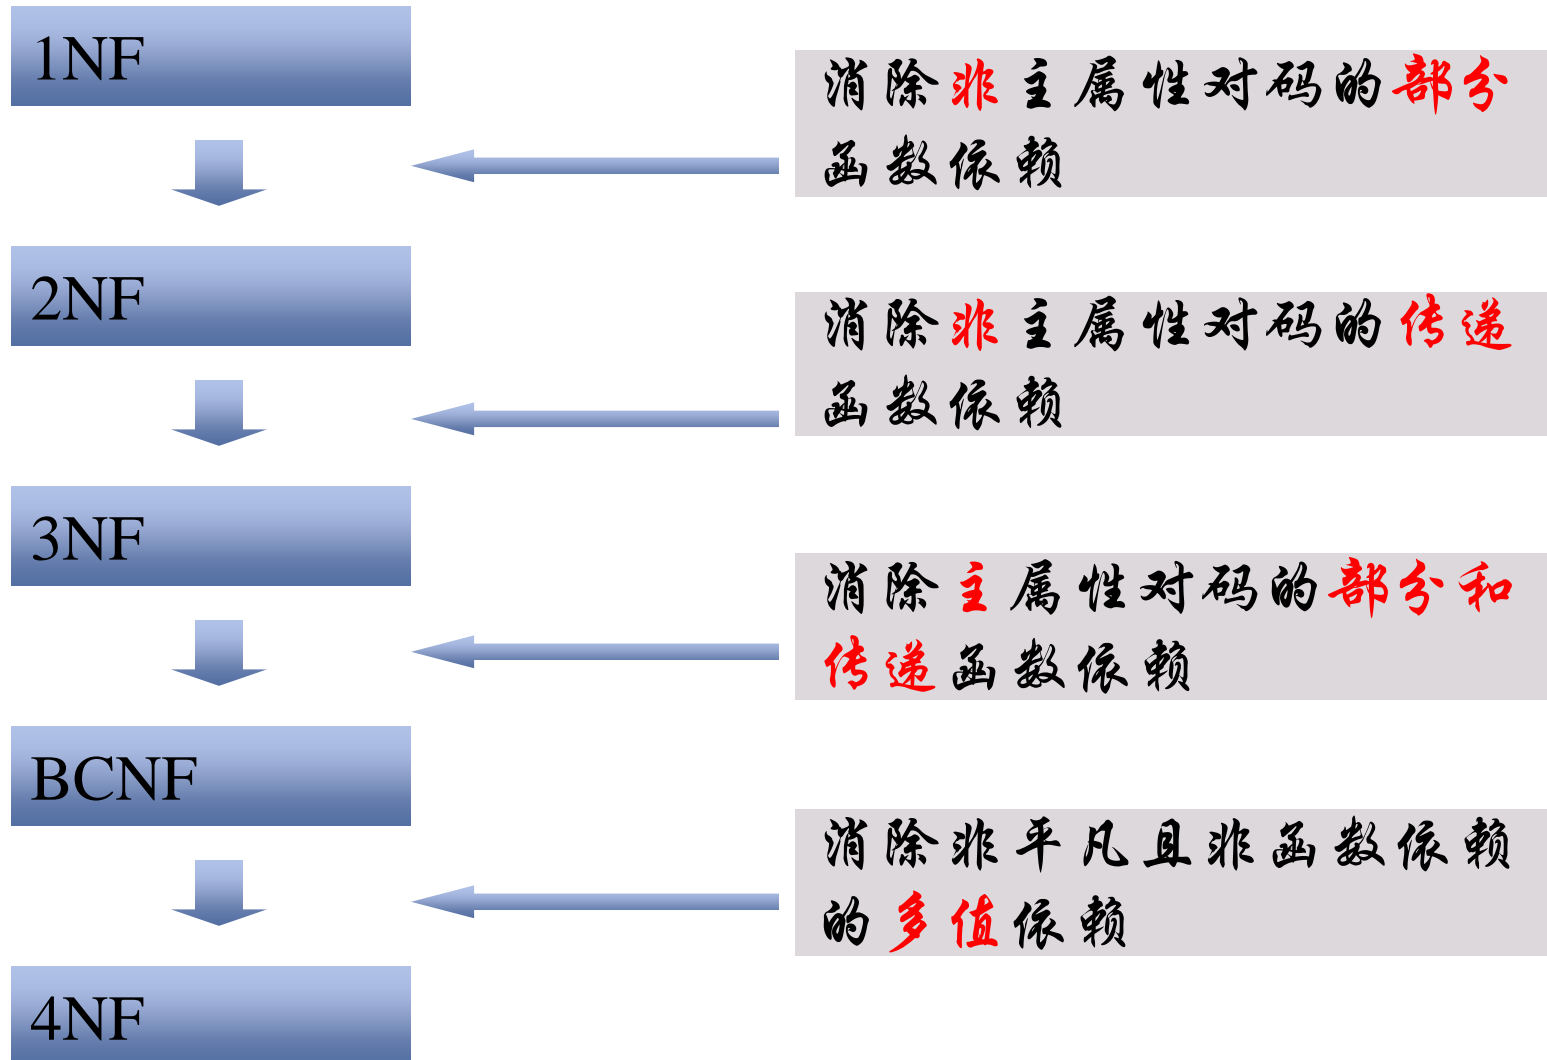 1NF
消除非主属性对码的部分
函数依赖
2NF
消除非主属性对码的传递
函数依赖
3NF
消除主属性对码的部分和
传递函数依赖
BCNF
消除非平凡且非函数依赖
的多值依赖
4NF